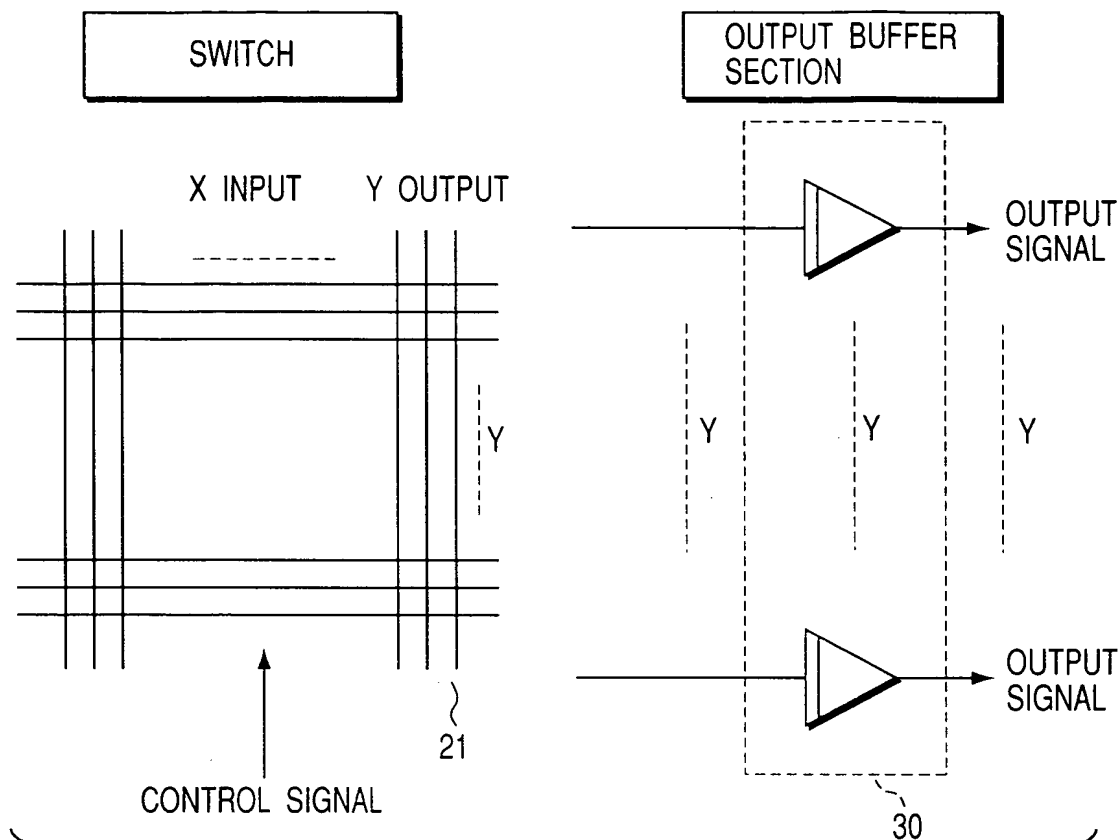 SWITCH
OUTPUT BUFFER
SECTION
X INPUT
Y OUTPUT
Y
21
CONTROL SIGNAL
OUTPUT
SIGNAL
Y
Y
Y
OUTPUT
SIGNAL
30